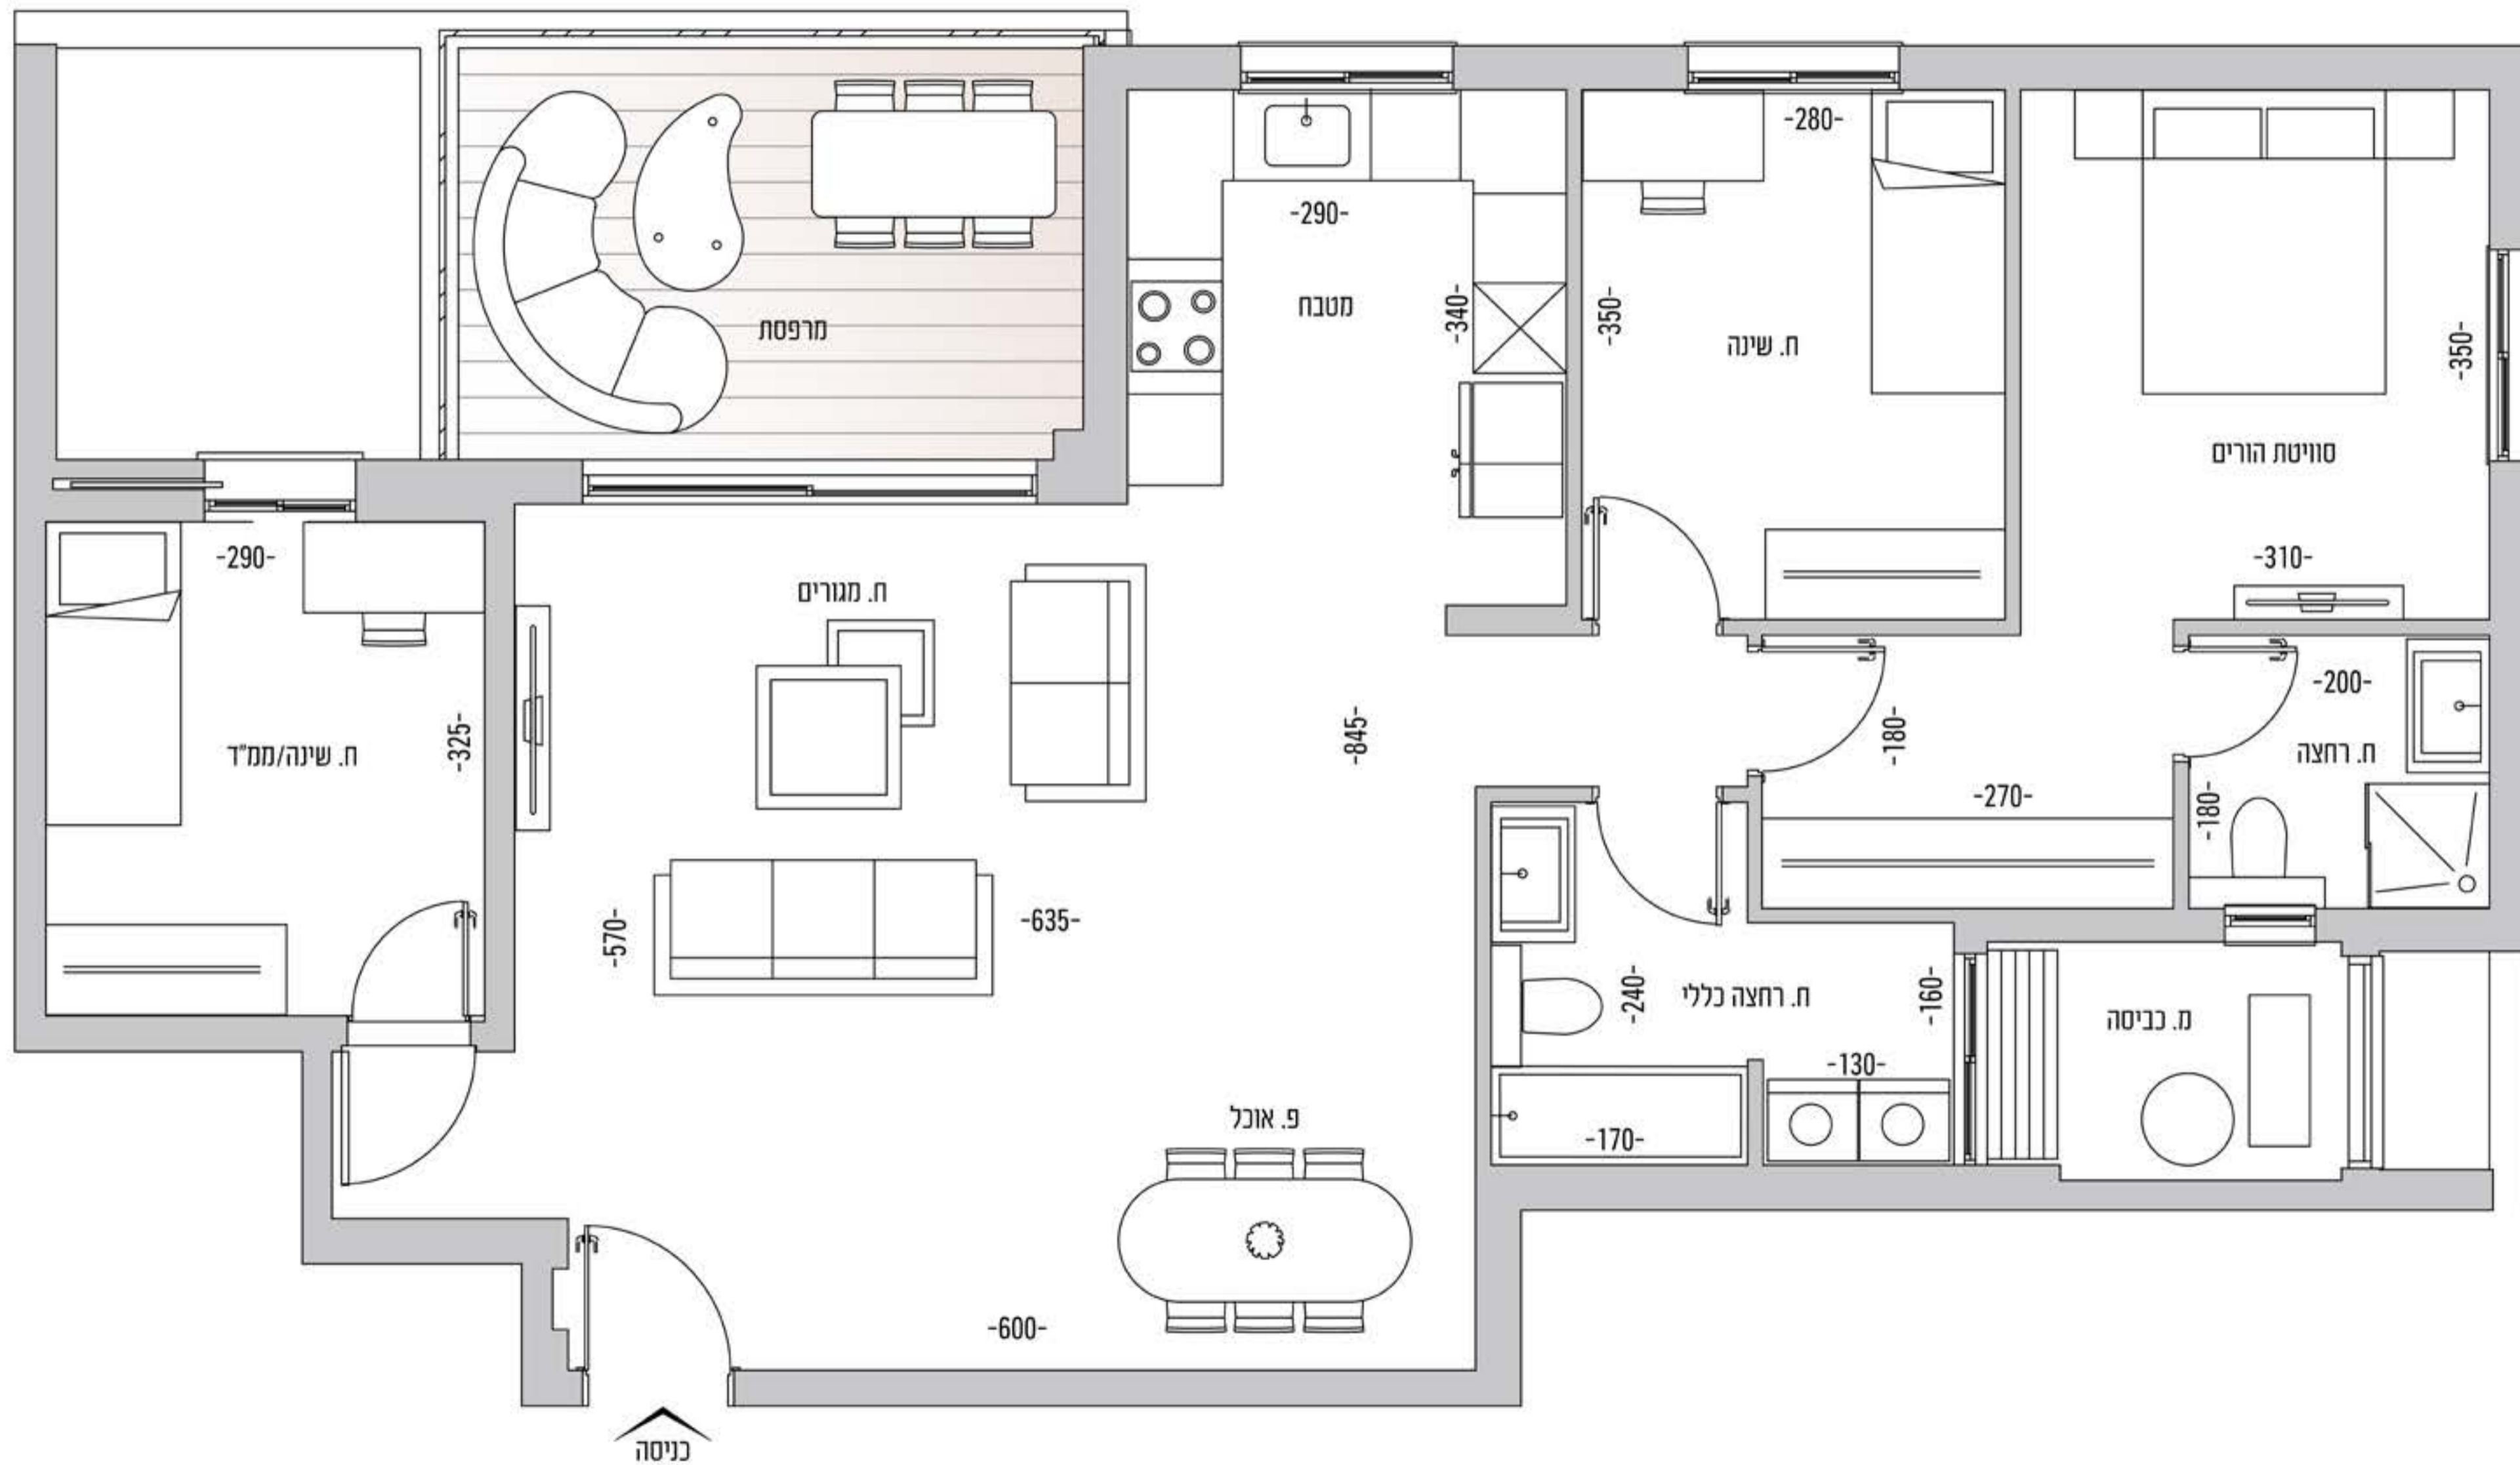 -280-
-290-
מטבח
-340-
-350-
ח. שינה
מרפסת
-350-
סוויטת הורים
-310-
-290-
ח. מגורים
-325-
ח. שינה/ממ"ד
-845-
-180-
-200-
ח. רחצה
-270-
-180-
-570-
-635-
-240-
ח. רחצה כללי
-160-
מ. כביסה
-130-
-170-
פ. אוכל
-600-
כניסה